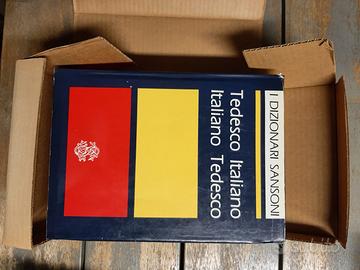 I DIZIONARI SANSONI
Tedesco Italiano
Italiano Tedesco